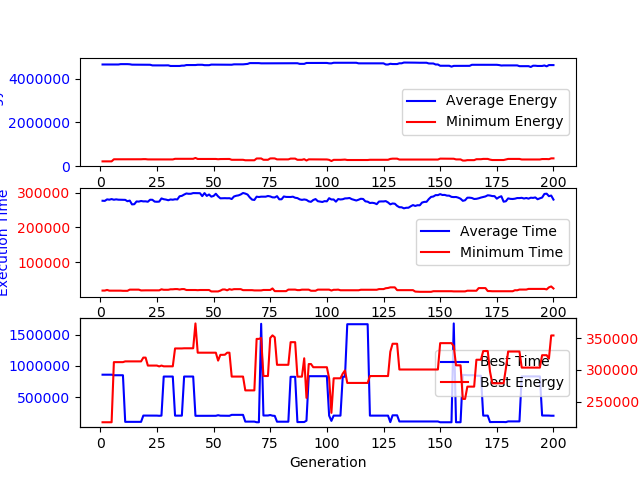 4000000
2000000
0
Average Energy
Minimum Energy
0 25 50 75 100 125 150 175 200
Execution Time
300000
200000
100000
Average Time
Minimum Time
0 25 50 75 100 125 150 175 200
1500000
1000000
500000
350000
300000
250000
Best Time
Best Energy
0 25 50 75 100 125 150 175 200
Generation